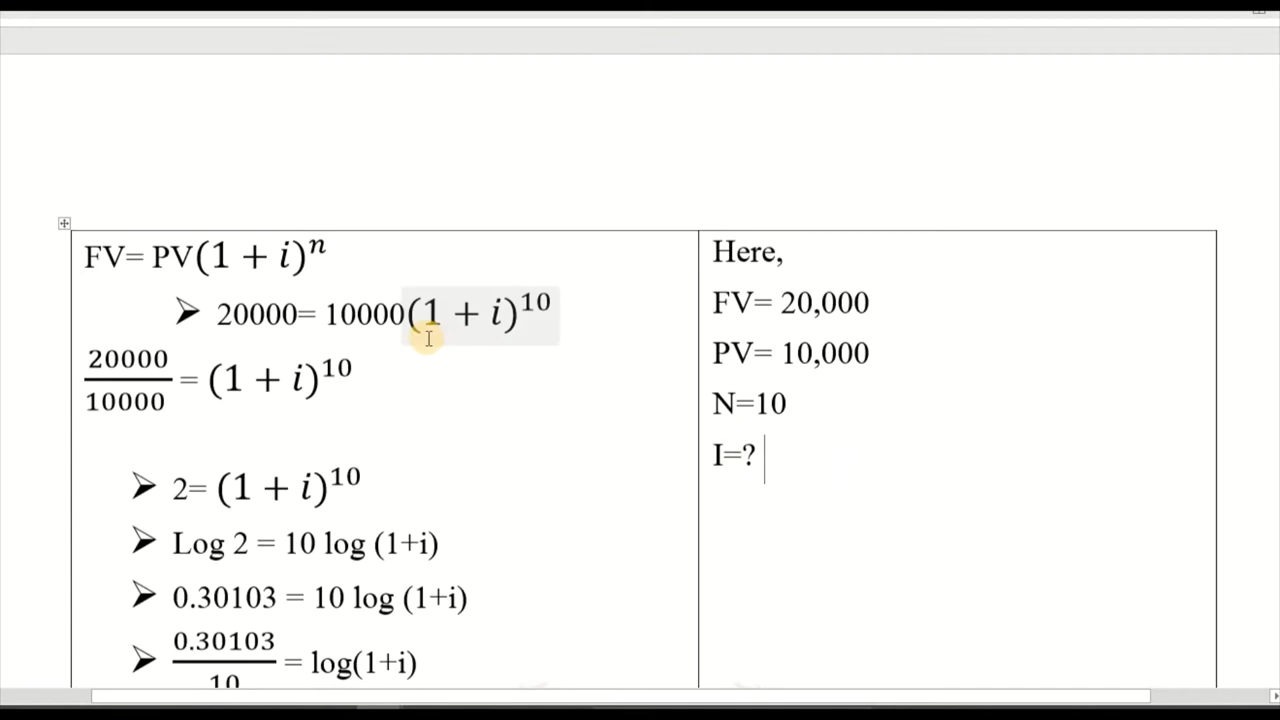 FV= PV(1 + i)ⁿ
➢ 20000= 10000(1 + i)¹⁰
20000/10000 = (1 + i)¹⁰
➢ 2= (1 + i)¹⁰
➢ Log 2 = 10 log (1+i)
➢ 0.30103 = 10 log (1+i)
➢ 0.30103/10 = log(1+i)
Here,
FV= 20,000
PV= 10,000
N=10
I=?